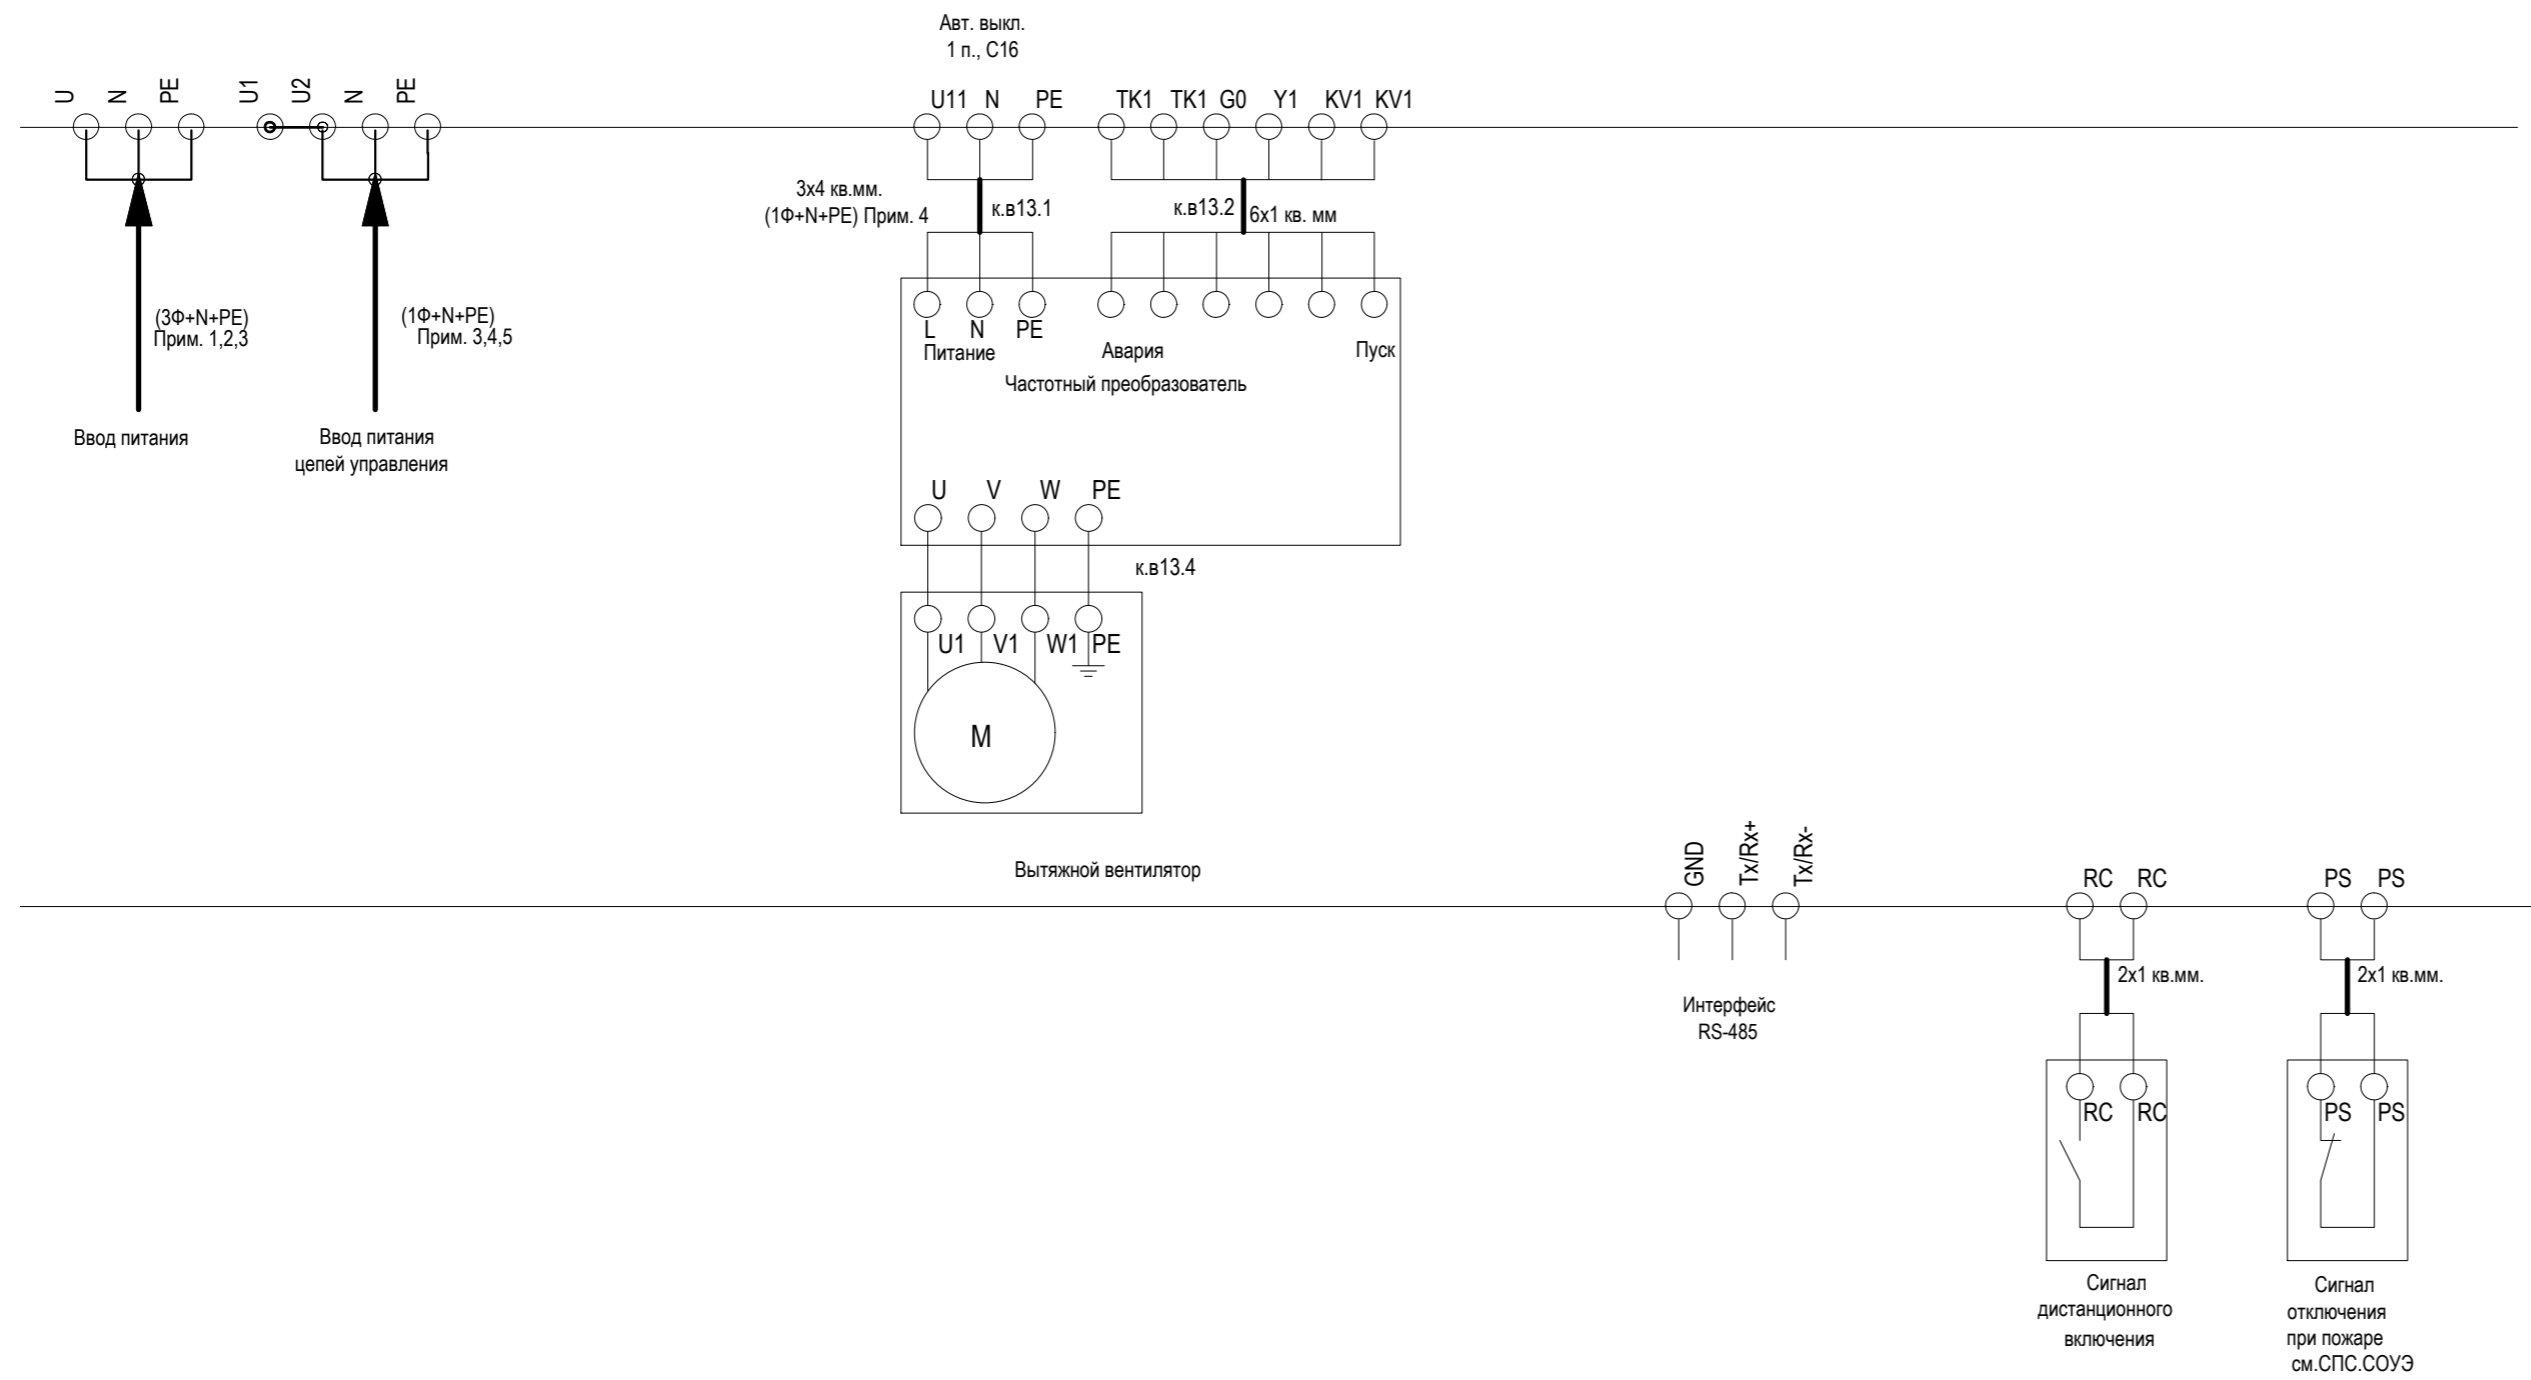 Авт. выкл.
1 п., С16
U N PE U1 U2 N PE
U11 N PE TK1 TK1 G0 Y1 KV1 KV1
3х4 кв.мм.
(1Ф+N+PE) Прим. 4
к.в13.1
к.в13.2
6х1 кв. мм
(3Ф+N+PE)
Прим. 1,2,3
(1Ф+N+PE)
Прим. 3,4,5
L N PE
Питание
Авария
Пуск
Частотный преобразователь
Ввод питания
Ввод питания
цепей управления
U V W PE
к.в13.4
U1 V1 W1 PE
M
Вытяжной вентилятор
GND Tx/Rx+ Tx/Rx-
RC RC
PS PS
2х1 кв.мм.
2х1 кв.мм.
Интерфейс
RS-485
RC RC
PS PS
Сигнал
дистанционного
включения
Сигнал
отключения
при пожаре
см.СПС.СОУЭ